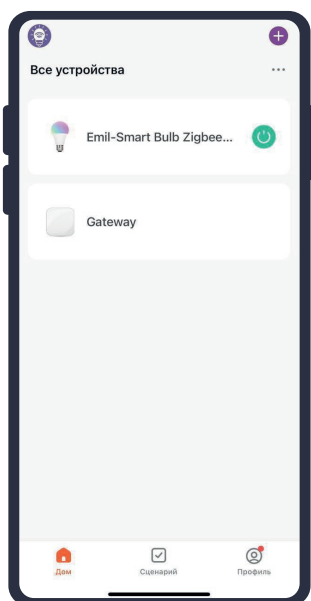 Все устройства
Emil-Smart Bulb Zigbee...
Gateway
Дом
Сценарий
Профиль